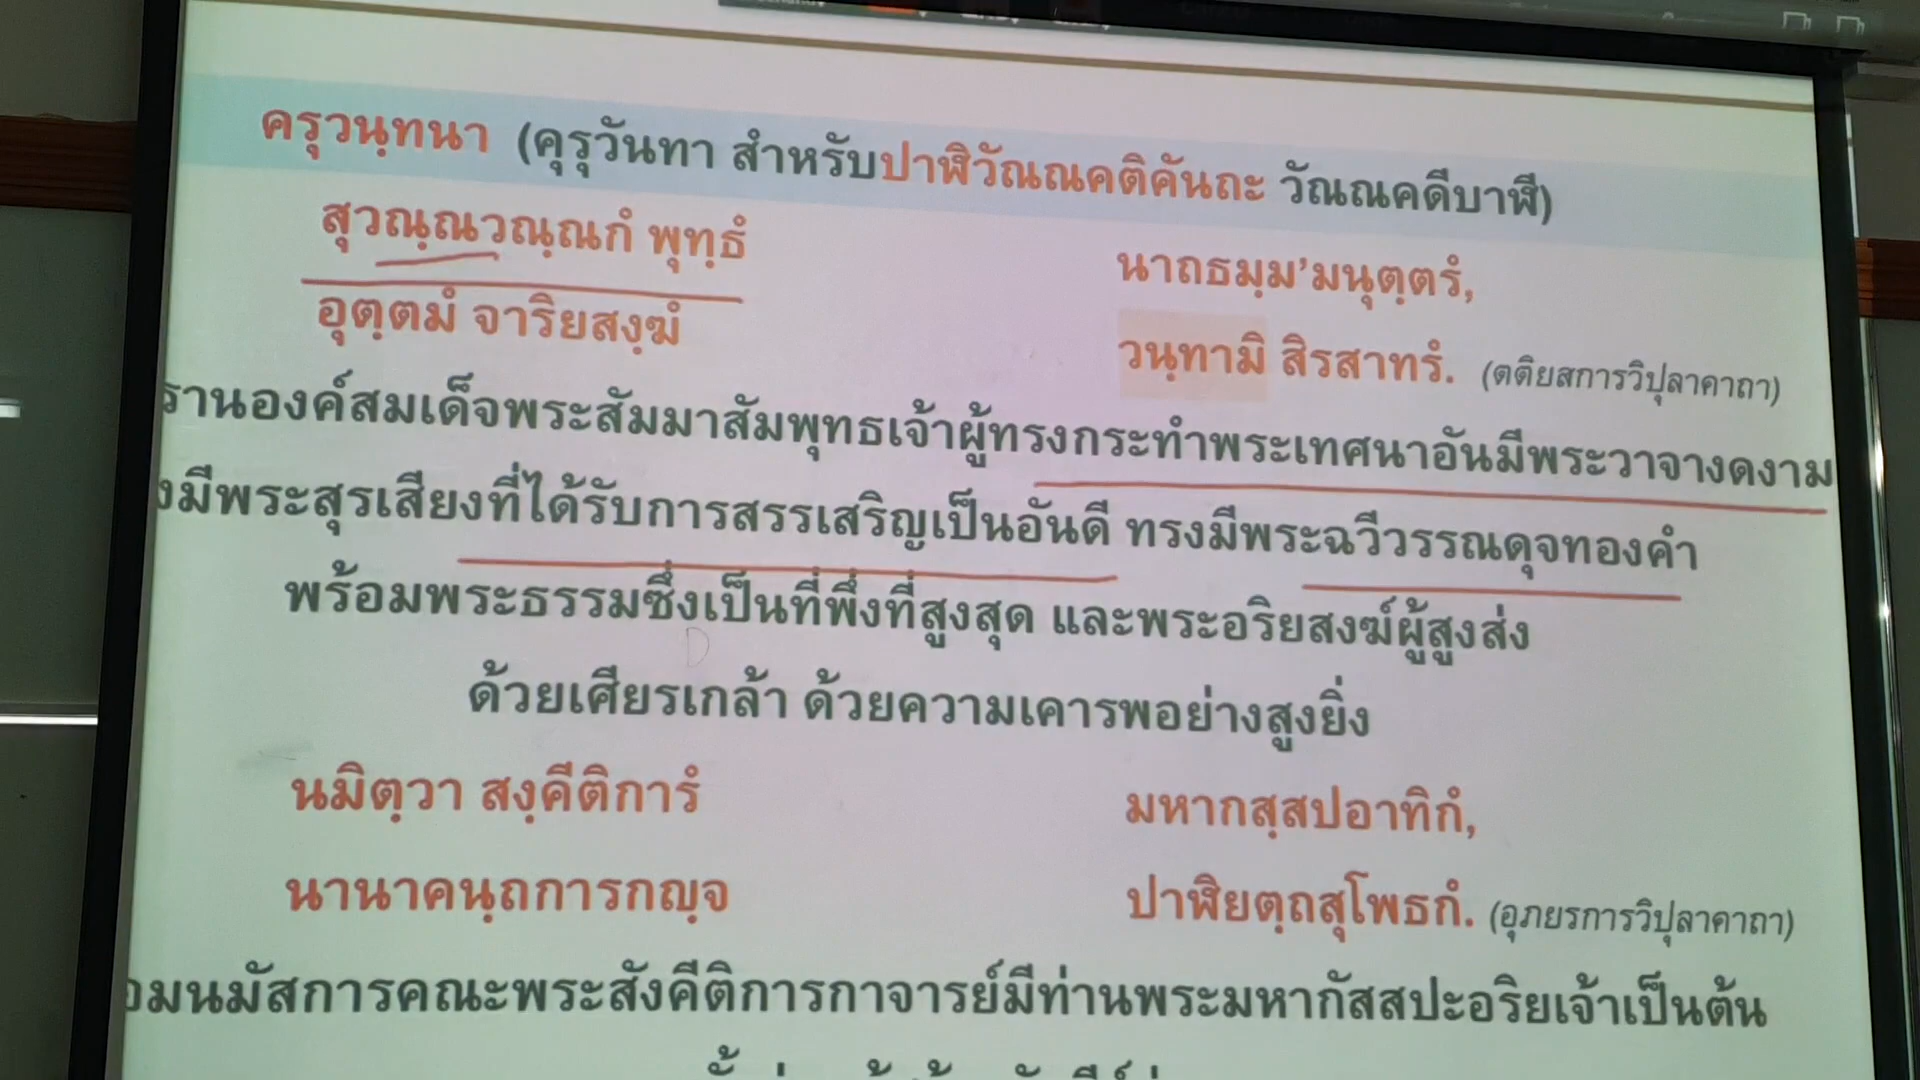 ครุวนฺทนา (คุรุวันทา สำหรับปาฬิวัณณคติคันถะ วัณณคดีบาฬี)
สุวณฺณวณฺณกํ พุทฺธํ นาถธมฺม’มนุตฺตรํ,
อุตฺตมํ จาริยสงฺฆํ วนฺทามิ สิรสาทรํ. (ตติยสการวิปุลาคาถา)
รานองค์สมเด็จพระสัมมาสัมพุทธเจ้าผู้ทรงกระทำพระเทศนาอันมีพระวาจางดงาม
งมีพระสุรเสียงที่ได้รับการสรรเสริญเป็นอันดี ทรงมีพระฉวีวรรณดุจทองคำ
พร้อมพระธรรมซึ่งเป็นที่พึ่งที่สูงสุด และพระอริยสงฆ์ผู้สูงส่ง
ด้วยเศียรเกล้า ด้วยความเคารพอย่างสูงยิ่ง
นมิตฺวา สงฺคีติการํ มหากสฺสปอาทิกํ,
นานาคนฺถการกญฺจ ปาฬิยตฺถสุโพธกํ. (อุภยรการวิปุลาคาถา)
อมนมัสการคณะพระสังคีติการกาจารย์มีท่านพระมหากัสสปะอริยเจ้าเป็นต้น